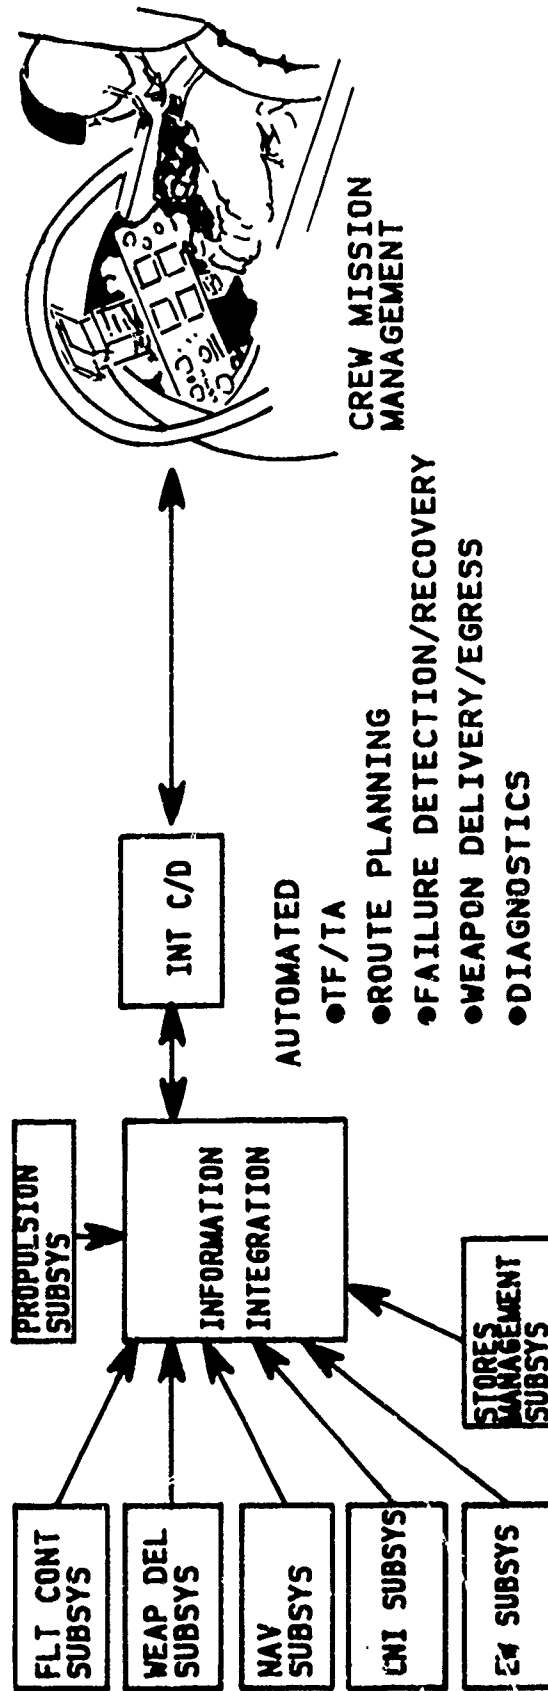 FLT CONT
SUBSYS
WEAP DEL
SUBSYS
NAV
SUBSYS
CNI SUBSYS
EW SUBSYS
PROPULSION
SUBSYS
INFORMATION
INTEGRATION
STORES
MANAGEMENT
SUBSYS
INT C/D
AUTOMATED
●TF/TA
●ROUTE PLANNING
●FAILURE DETECTION/RECOVERY
●WEAPON DELIVERY/EGRESS
●DIAGNOSTICS
CREW MISSION
MANAGEMENT